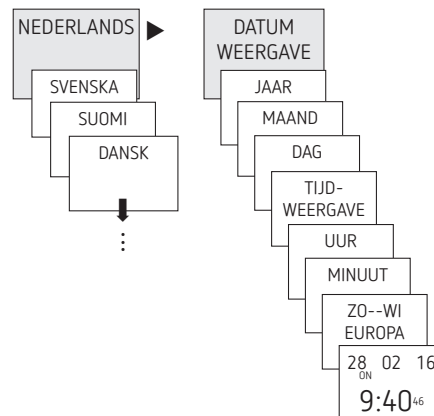 NEDERLANDS
SVENSKA
SUOMI
DANSK
DATUM
WEERGAVE
JAAR
MAAND
DAG
TIJD-
WEERGAVE
UUR
MINUUT
ZO--WI
EUROPA
28 02 16
ON
9:40 46